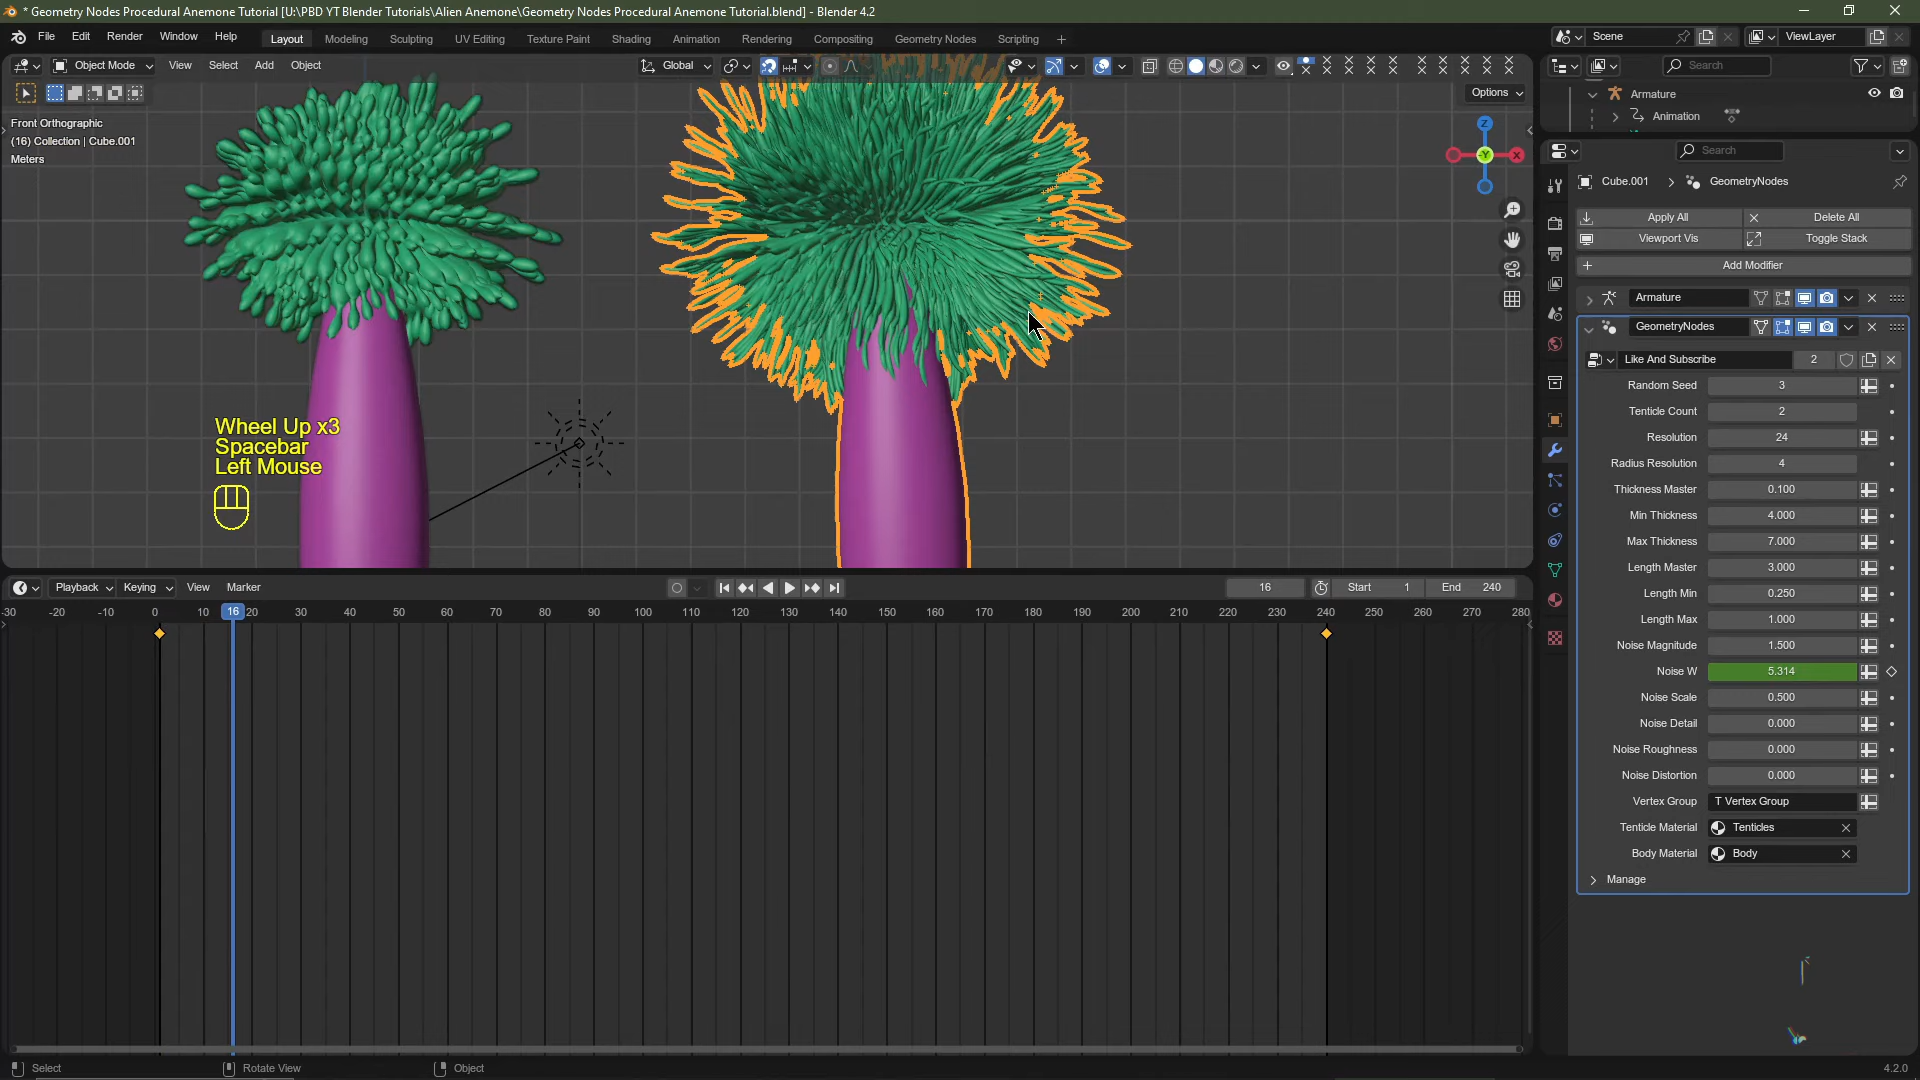 * Geometry Nodes Procedural Anemone Tutorial [U:\PBD YT Blender Tutorials\Alien Anemone\Geometry Nodes Procedural Anemone Tutorial.blend] - Blender 4.2
File Edit Render Window Help Layout Modeling Sculpting UV Editing Texture Paint Shading Animation Rendering Compositing Geometry Nodes Scripting + Scene ViewLayer
Object Mode View Select Add Object Global Search
Options
Armature
Animation
Front Orthographic
(16) Collection | Cube.001
Meters
Z
-Y
X
Search
Cube.001 > GeometryNodes
Apply All Delete All
Viewport Vis Toggle Stack
Add Modifier
Armature
GeometryNodes
Like And Subscribe 2
Random Seed 3
Tenticle Count 2
Resolution 24
Radius Resolution 4
Thickness Master 0.100
Min Thickness 4.000
Max Thickness 7.000
Length Master 3.000
Length Min 0.250
Length Max 1.000
Noise Magnitude 1.500
Noise W 5.314
Noise Scale 0.500
Noise Detail 0.000
Noise Roughness 0.000
Noise Distortion 0.000
Vertex Group T Vertex Group
Tenticle Material Tenticles
Body Material Body
Manage
Wheel Up x3
Spacebar
Left Mouse
Playback Keying View Marker 16 Start 1 End 240
-30 -20 -10 0 10 16 20 30 40 50 60 70 80 90 100 110 120 130 140 150 160 170 180 190 200 210 220 230 240 250 260 270 280
Select Rotate View Object 4.2.0